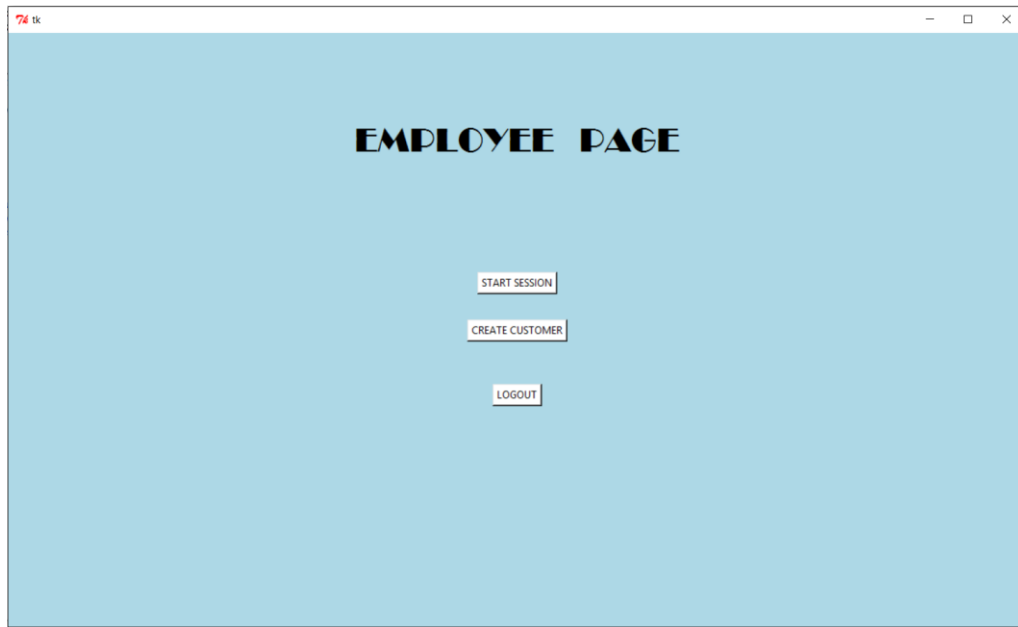 tk
EMPLOYEE PAGE
START SESSION
CREATE CUSTOMER
LOGOUT